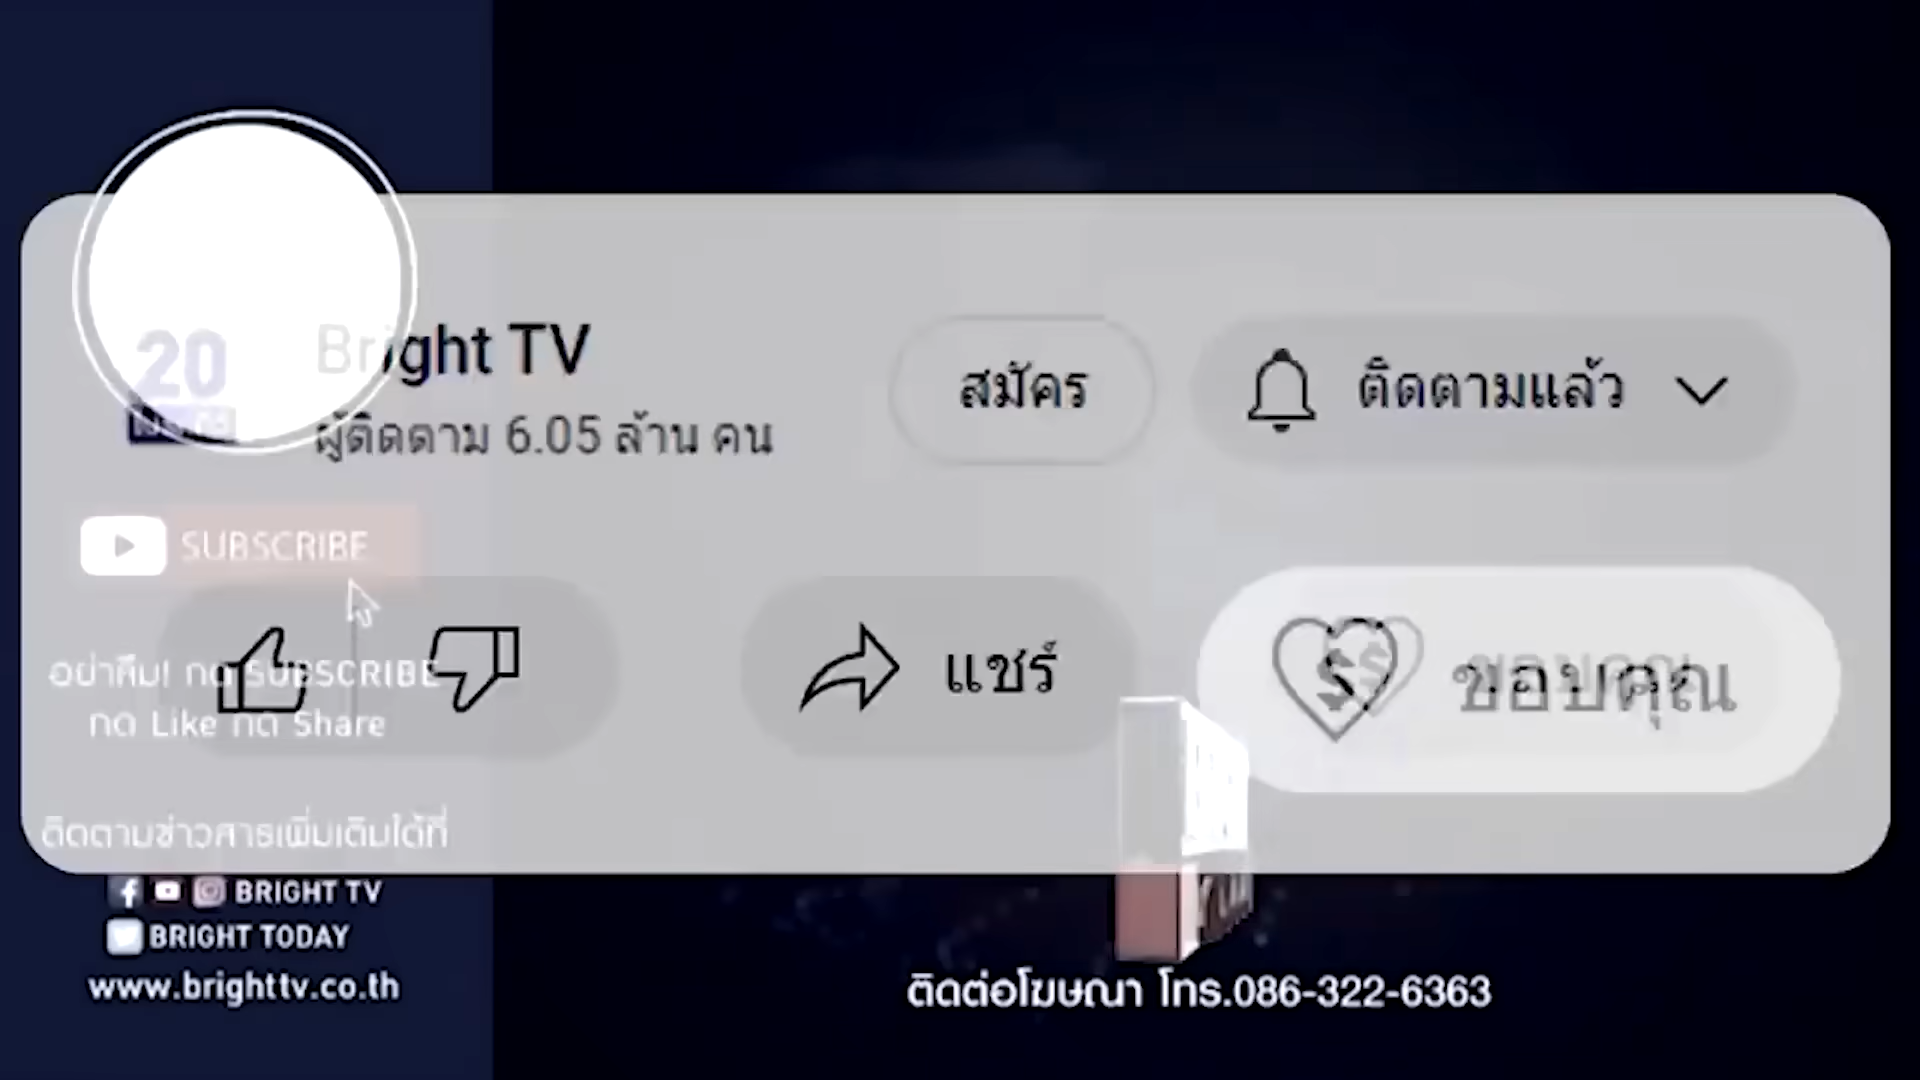 20
Bright TV
ผู้ติดตาม 6.05 ล้าน คน
สมัคร
ติดตามแล้ว
SUBSCRIBE
แชร์
ขอบคุณ
อย่าลืม! กด SUBSCRIBE
กด Like กด Share
ติดตามข่าวสารเพิ่มเติมได้ที่
BRIGHT TV
BRIGHT TODAY
www.brighttv.co.th
ติดต่อโฆษณา โทร.086-322-6363